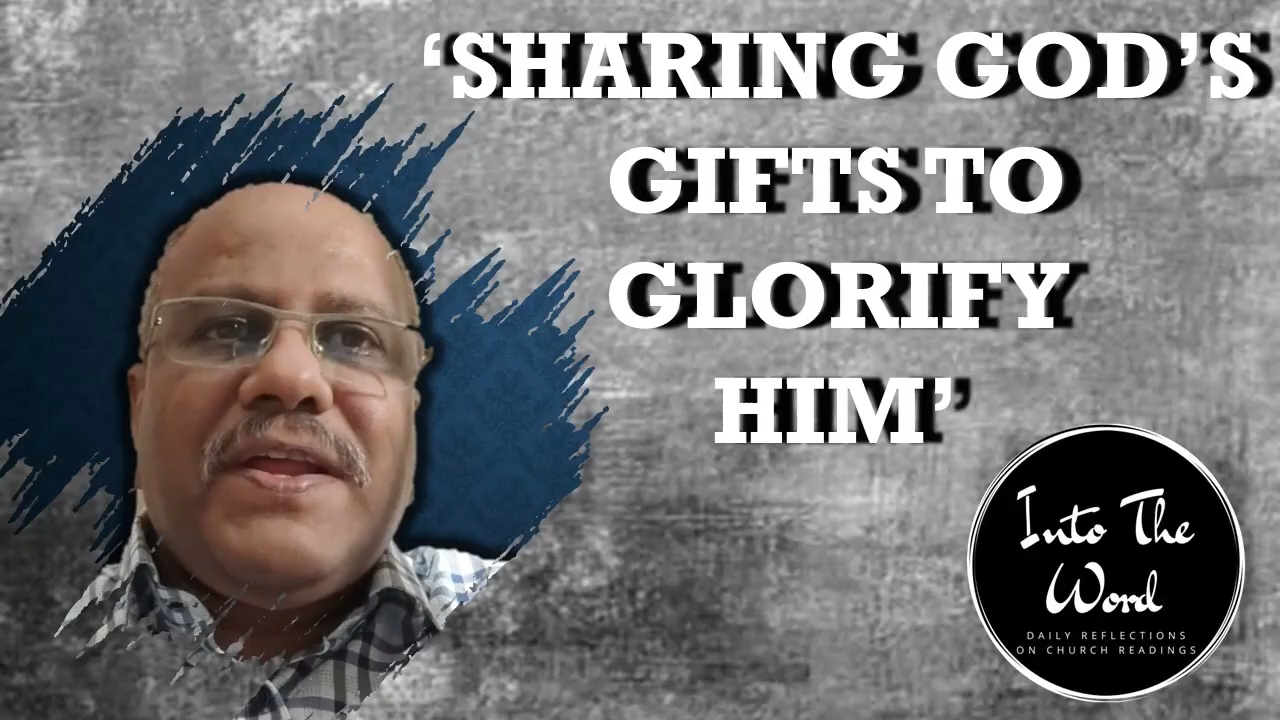 ‘SHARING GOD’S
GIFTS TO
GLORIFY
HIM’
Into The
Word
DAILY REFLECTIONS
ON CHURCH READINGS